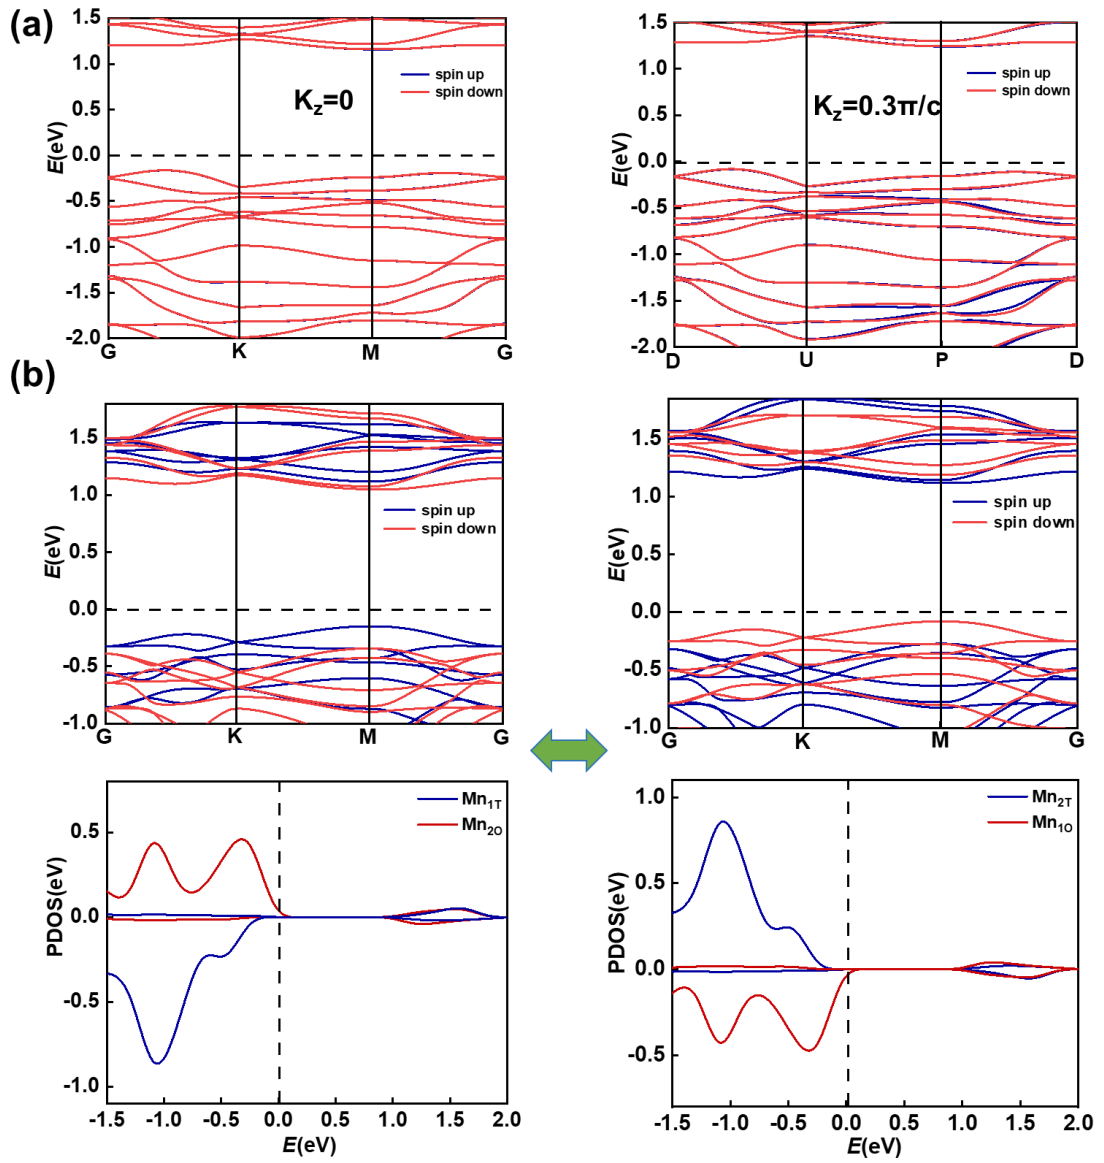 (a)
1.5
1.0
0.5
0.0
-0.5
-1.0
-1.5
-2.0
E(eV)
spin up
spin down
K_z=0
G K M G
1.5
1.0
0.5
0.0
-0.5
-1.0
-1.5
-2.0
E(eV)
spin up
spin down
K_z=0.3π/c
D U P D
(b)
1.5
1.0
0.5
0.0
-0.5
-1.0
E(eV)
spin up
spin down
G K M G
1.5
1.0
0.5
0.0
-0.5
-1.0
E(eV)
spin up
spin down
G K M G
0.5
0.0
-0.5
-1.0
PDOS(eV)
Mn1T
Mn2O
-1.5 -1.0 -0.5 0.0 0.5 1.0 1.5 2.0
E(eV)
1.0
0.5
0.0
-0.5
PDOS(eV)
Mn2T
Mn1O
-1.5 -1.0 -0.5 0.0 0.5 1.0 1.5 2.0
E(eV)